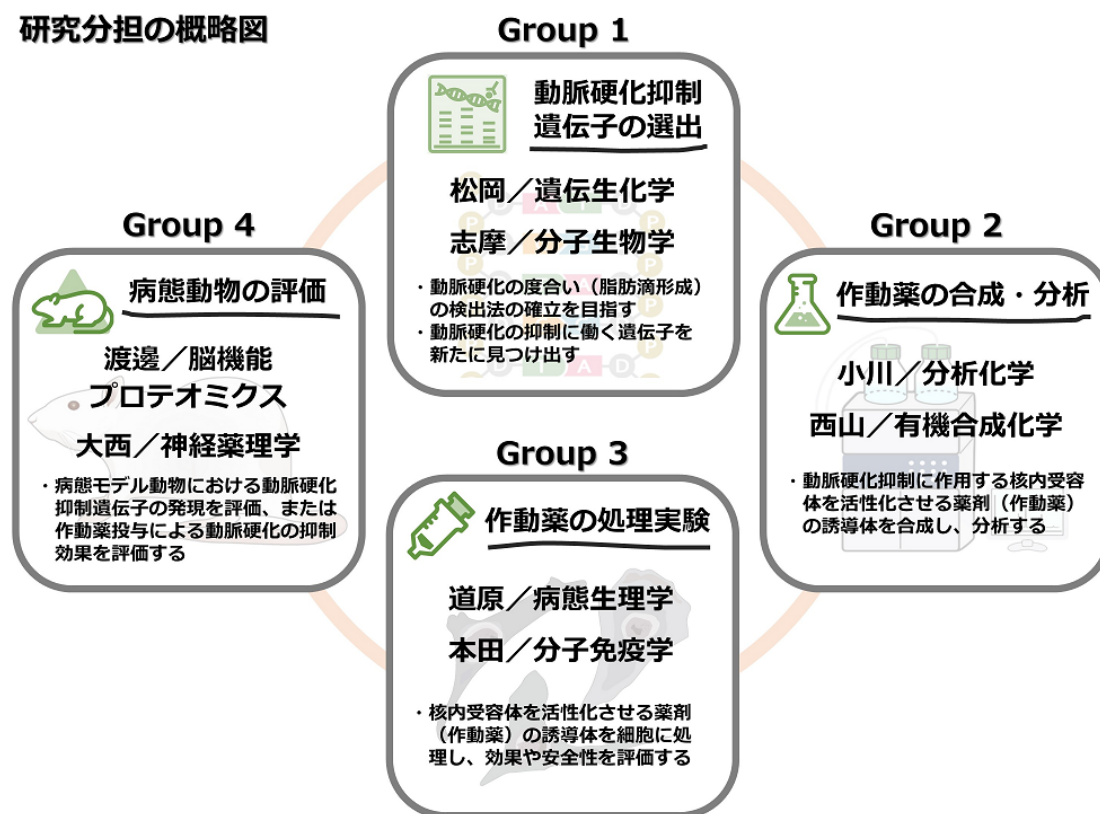 研究分担の概略図
Group 1
動脈硬化抑制
遺伝子の選出
松岡／遺伝生化学
志摩／分子生物学
・動脈硬化の度合い（脂肪滴形成）
の検出法の確立を目指す
・動脈硬化の抑制に働く遺伝子を
新たに見つけ出す
Group 2
作動薬の合成・分析
小川／分析化学
西山／有機合成化学
・動脈硬化抑制に作用する核内受容
体を活性化させる薬剤（作動薬）
の誘導体を合成し、分析する
Group 3
作動薬の処理実験
道原／病態生理学
本田／分子免疫学
・核内受容体を活性化させる薬剤
（作動薬）の誘導体を細胞に処
理し、効果や安全性を評価する
Group 4
病態動物の評価
渡邊／脳機能
プロテオミクス
大西／神経薬理学
・病態モデル動物における動脈硬化
抑制遺伝子の発現を評価、または
作動薬投与による動脈硬化の抑制
効果を評価する